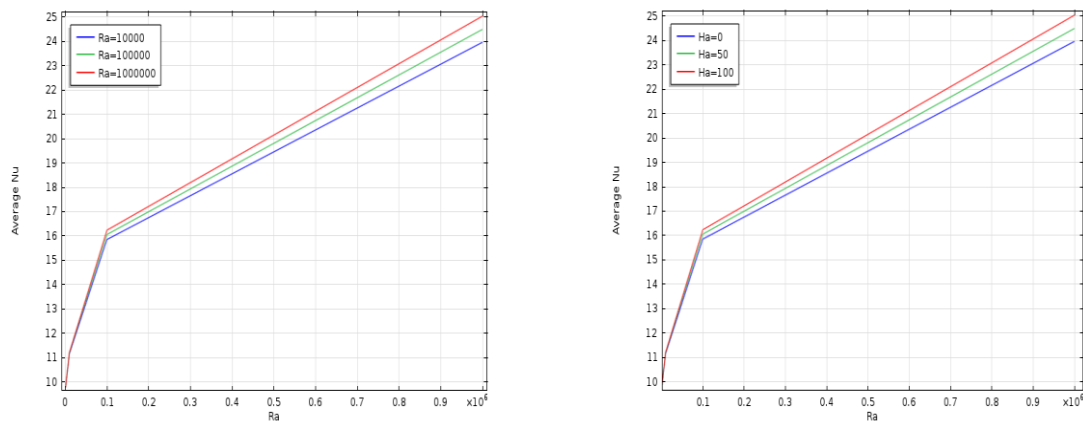 25
24
23
22
21
20
19
18
17
16
15
14
13
12
11
10
Average Nu
Ra=10000
Ra=100000
Ra=1000000
0 0.1 0.2 0.3 0.4 0.5 0.6 0.7 0.8 0.9 x10⁶
Ra
25
24
23
22
21
20
19
18
17
16
15
14
13
12
11
10
Average Nu
Ha=0
Ha=50
Ha=100
0.1 0.2 0.3 0.4 0.5 0.6 0.7 0.8 0.9 x10⁶
Ra